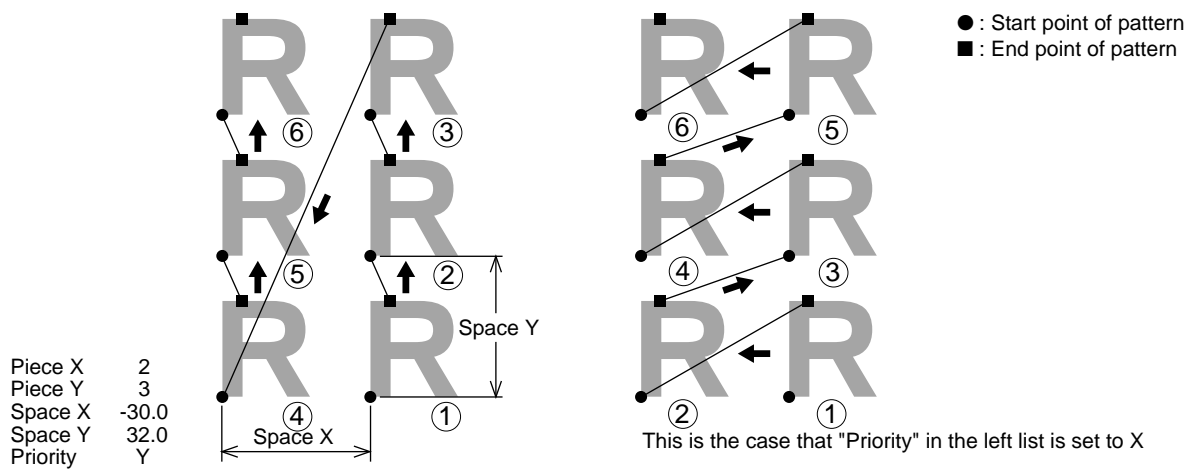 R R R R
● : Start point of pattern
■ : End point of pattern
⑥ ③ ⑥ ⑤
R R R R
⑤ ② ④ ③
R R R R
Space Y
Piece X 2
Piece Y 3
Space X -30.0
Space Y 32.0
Priority Y
④ ① ② ①
Space X
This is the case that "Priority" in the left list is set to X